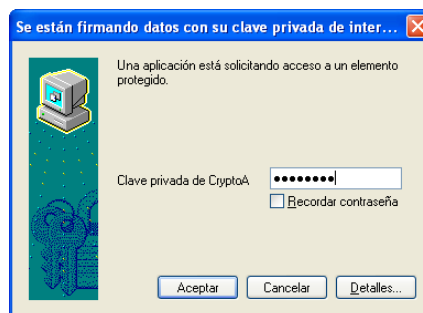 Se están firmando datos con su clave privada de inter...
Una aplicación está solicitando acceso a un elemento
protegido.
Clave privada de CryptoA
••••••••
Recordar contraseña
Aceptar
Cancelar
Detalles...